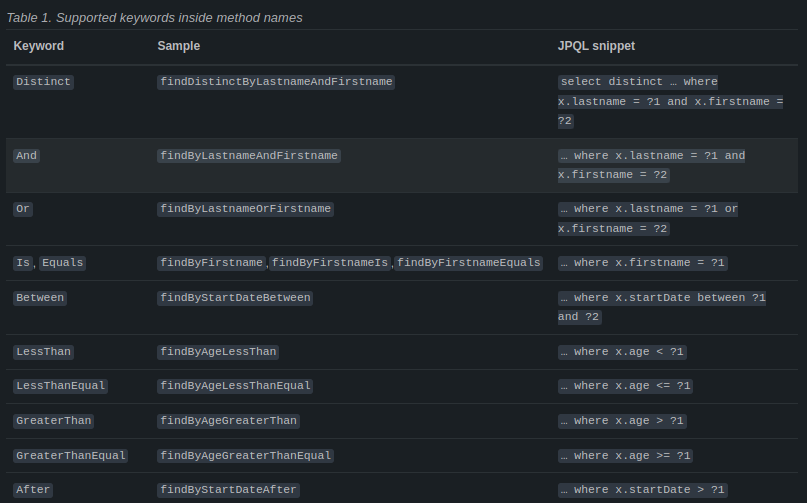 Table 1. Supported keywords inside method names
Keyword Sample JPQL snippet
Distinct findDistinctByLastnameAndFirstname select distinct … where
x.lastname = ?1 and x.firstname =
?2
And findByLastnameAndFirstname … where x.lastname = ?1 and
x.firstname = ?2
Or findByLastnameOrFirstname … where x.lastname = ?1 or
x.firstname = ?2
Is, Equals findByFirstname,findByFirstnameIs,findByFirstnameEquals … where x.firstname = ?1
Between findByStartDateBetween … where x.startDate between ?1
and ?2
LessThan findByAgeLessThan … where x.age < ?1
LessThanEqual findByAgeLessThanEqual … where x.age <= ?1
GreaterThan findByAgeGreaterThan … where x.age > ?1
GreaterThanEqual findByAgeGreaterThanEqual … where x.age >= ?1
After findByStartDateAfter … where x.startDate > ?1